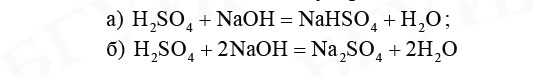 а) H₂SO₄ + NaOH = NaHSO₄ + H₂O ;
б) H₂SO₄ + 2NaOH = Na₂SO₄ + 2H₂O